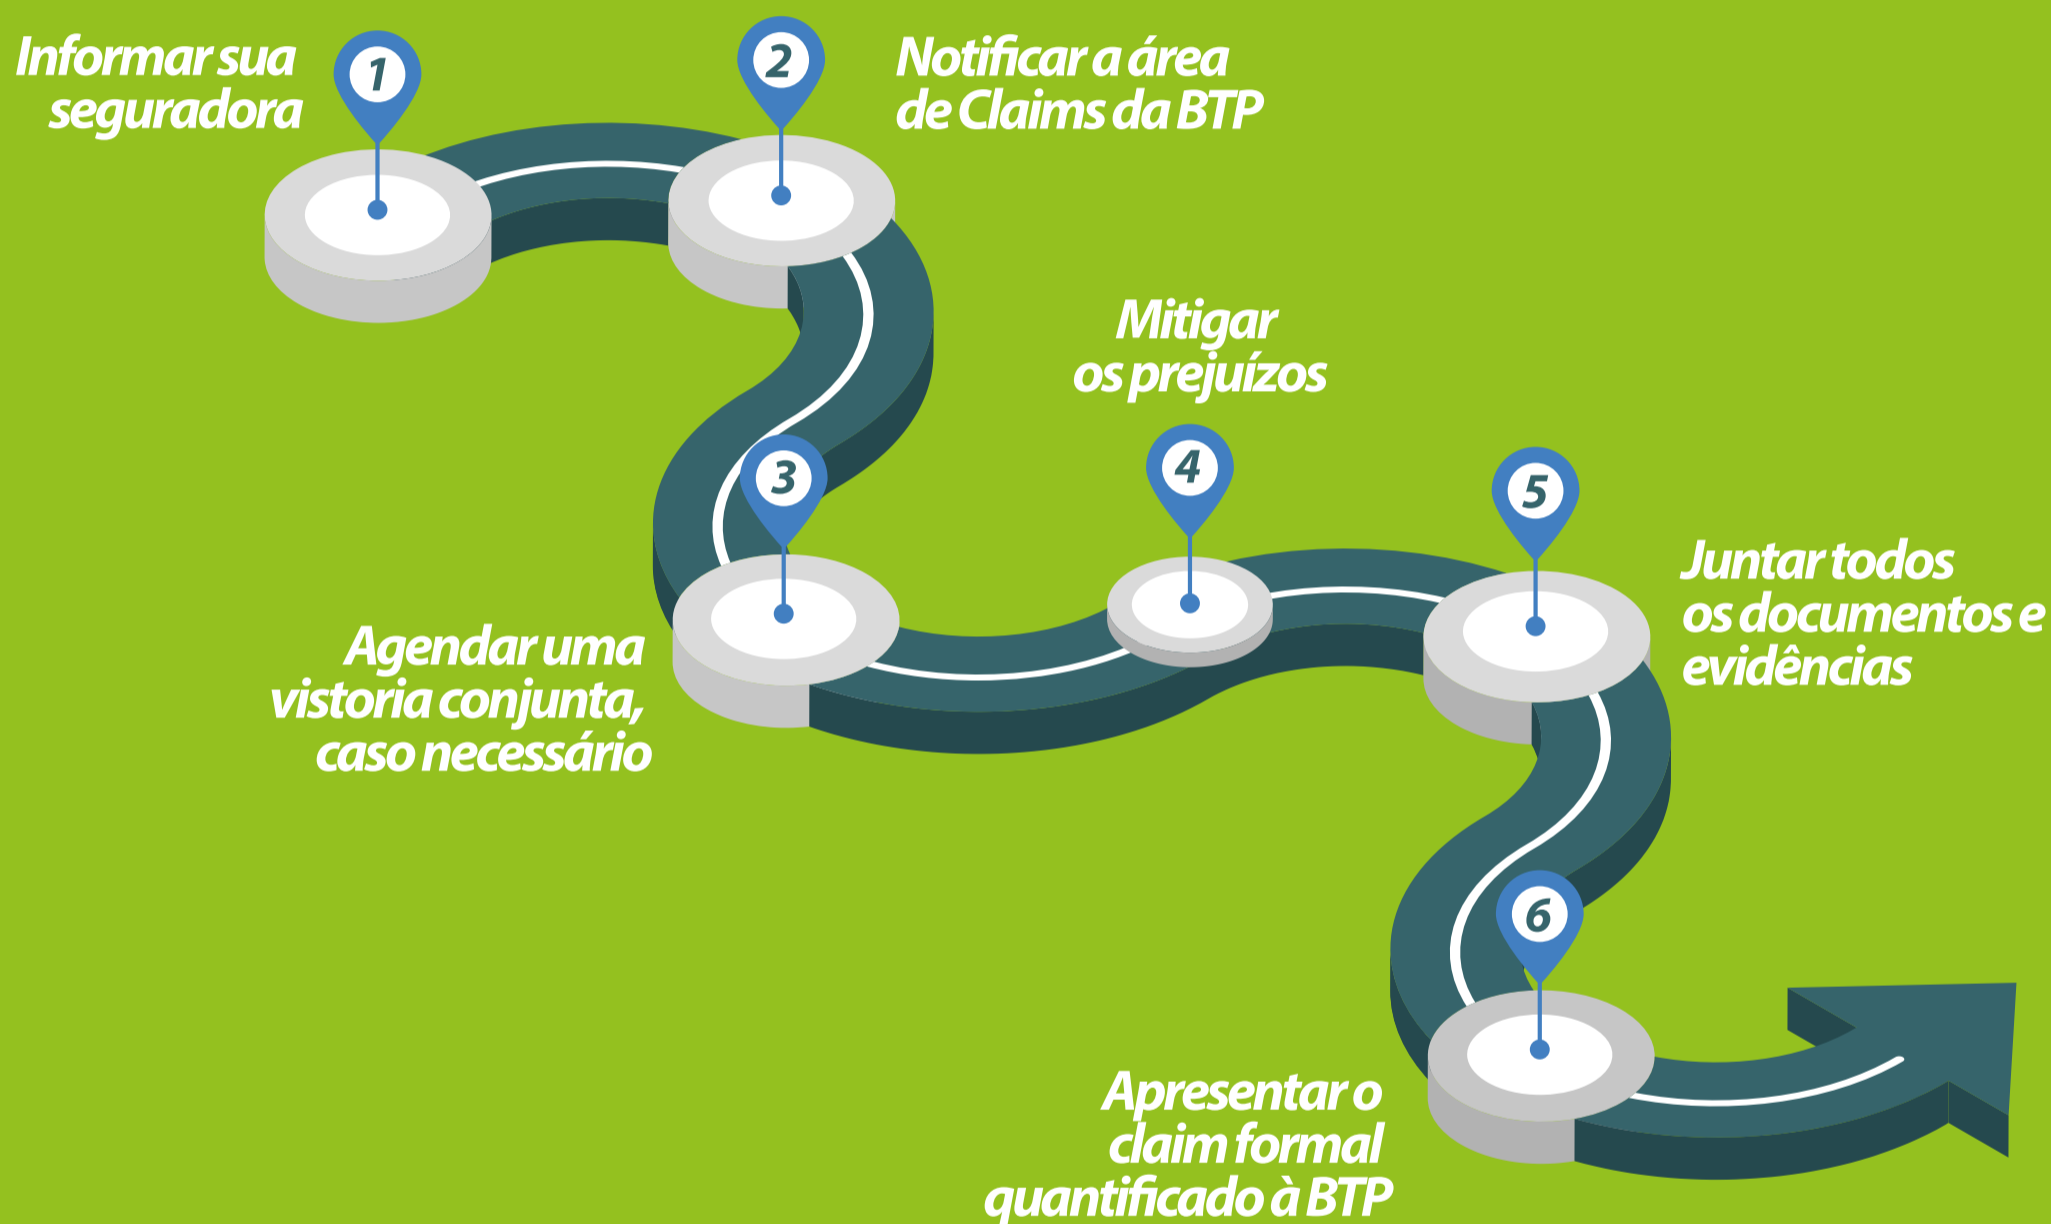 1
Informar sua
seguradora
2
Notificar a área
de Claims da BTP
3
Agendar uma
vistoria conjunta,
caso necessário
4
Mitigar
os prejuízos
5
Juntar todos
os documentos e
evidências
6
Apresentar o
claim formal
quantificado à BTP